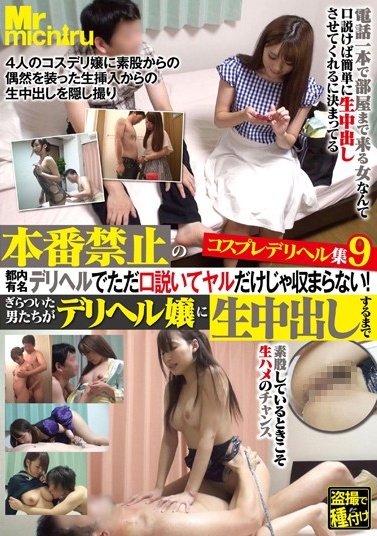 Mr
michiru
4人のコスデリ嬢に素股からの
偶然を装った生挿入からの
生中出しを隠し撮り
電話一本で部屋まで来る女なんて
口説けば簡単に生中出し
させてくれるに決まってる
本番禁止の
コスプレデリヘル集9
都内有名デリヘルでただ口説いてヤルだけじゃ収まらない!
ぎらついた男たちがデリヘル嬢に生中出しするまで
素股しているときこそ
生ハメのチャンス
盗撮で
種付け